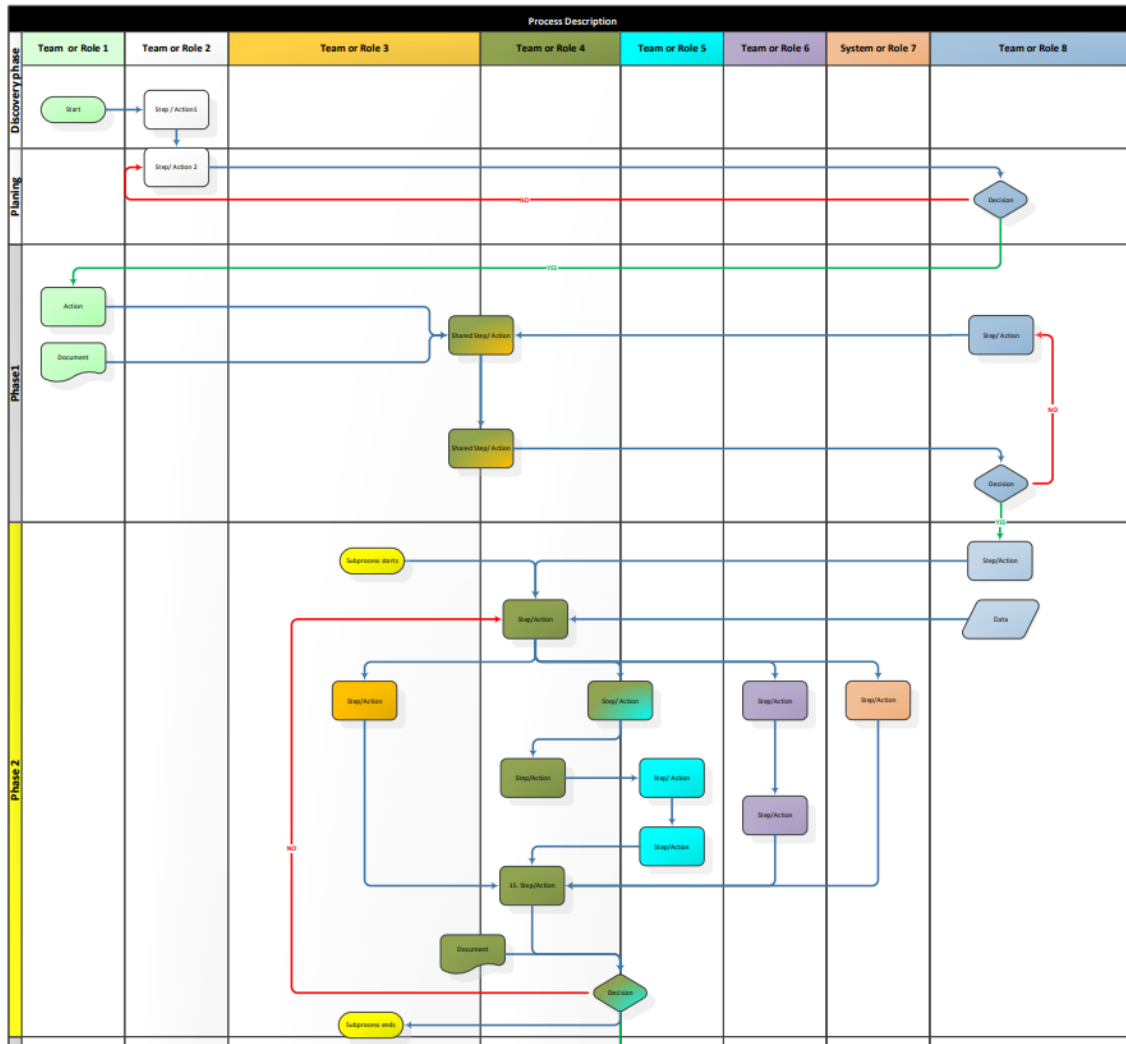 Process Description
Team or Role 1
Team or Role 2
Team or Role 3
Team or Role 4
Team or Role 5
Team or Role 6
System or Role 7
Team or Role 8
Discovery phase
Start
Step / Action1
Planing
Step/ Action 2
Decision
NO
YES
Phase1
Action
Document
Shared Step/ Action
Step/ Action
NO
Shared Step/ Action
Decision
YES
Phase 2
Subprocess starts
Step/Action
Step/Action
Data
Step/Action
Step/ Action
Step/Action
Step/Action
Step/Action
Step/ Action
Step/Action
Step/Action
NO
15. Step/Action
Document
Decision
Subprocess ends